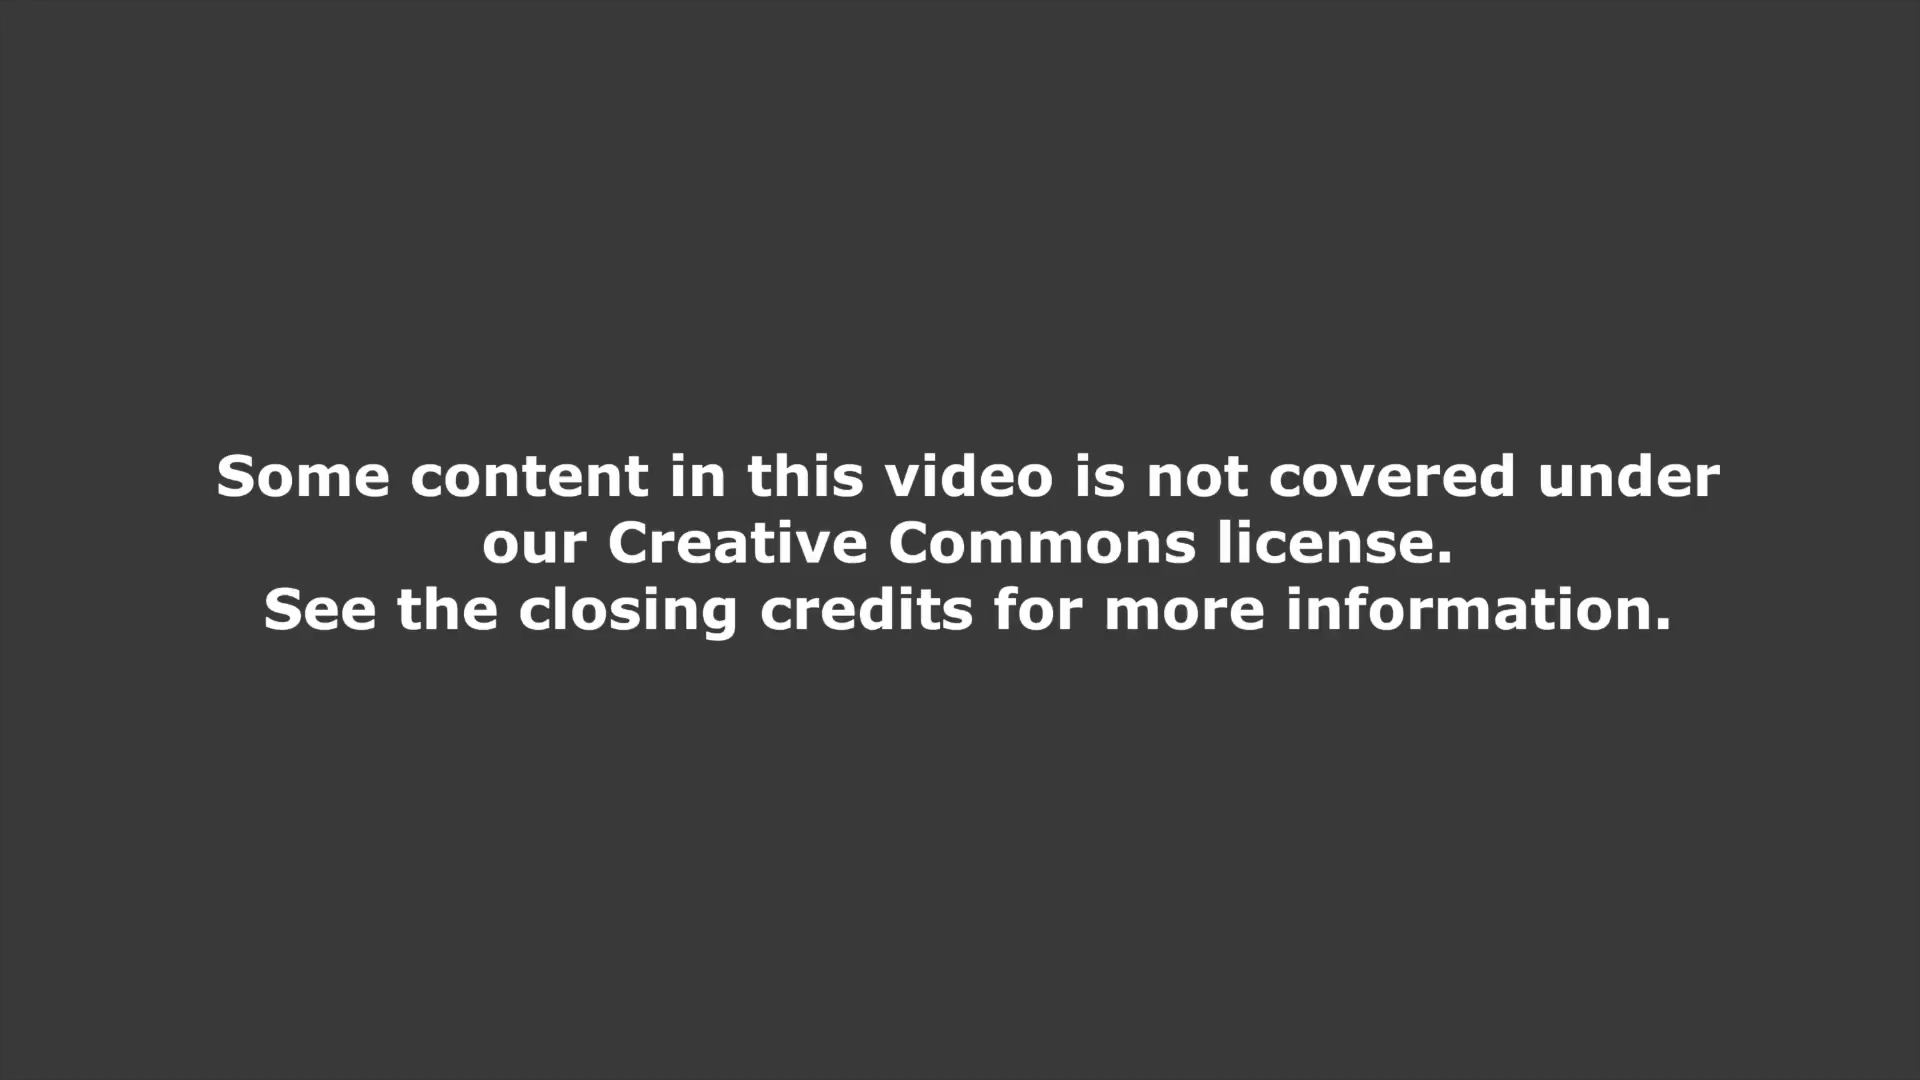 Some content in this video is not covered under
our Creative Commons license.
See the closing credits for more information.